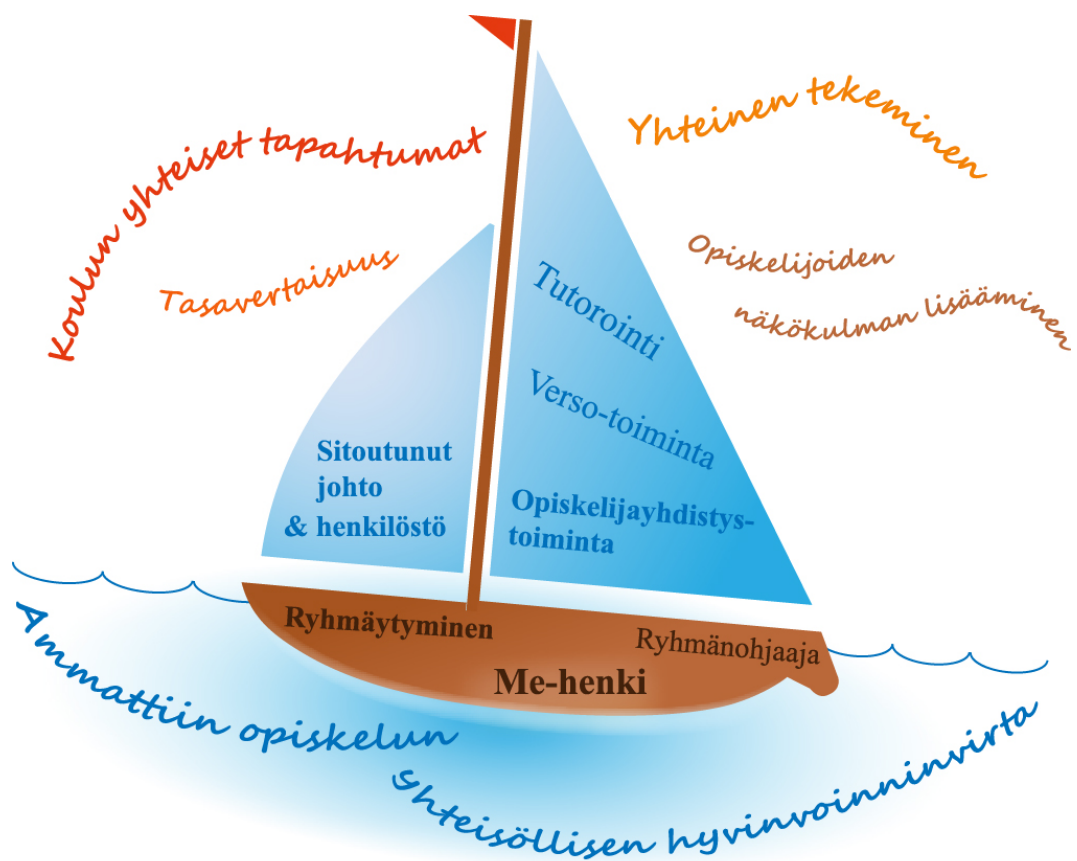 Koulun yhteiset tapahtumat
Yhteinen tekeminen
Tasavertaisuus
Opiskelijoiden
näkökulman lisääminen
Tutorointi
Verso-toiminta
Opiskelijayhdistys-
toiminta
Sitoutunut
johto
& henkilöstö
Ryhmäytyminen
Ryhmänohjaaja
Me-henki
Ammattiin opiskelun
yhteisöllisen hyvinvoinninvirta